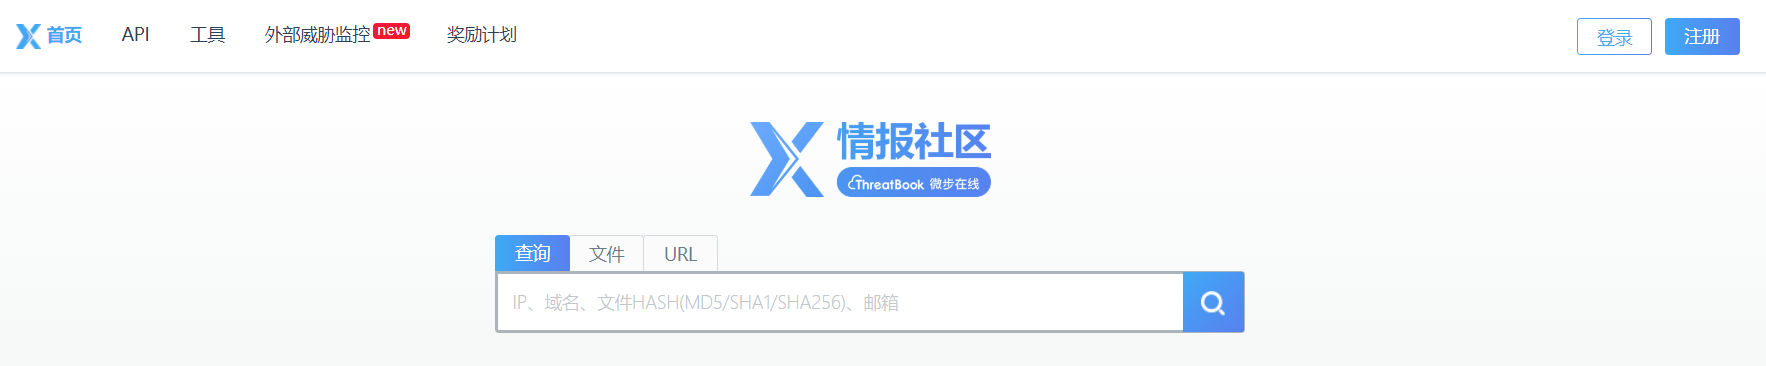 首页 API 工具 外部威胁监控 new 奖励计划 登录 注册
X 情报社区
ThreatBook 微步在线
查询 文件 URL
IP、域名、文件HASH(MD5/SHA1/SHA256)、邮箱